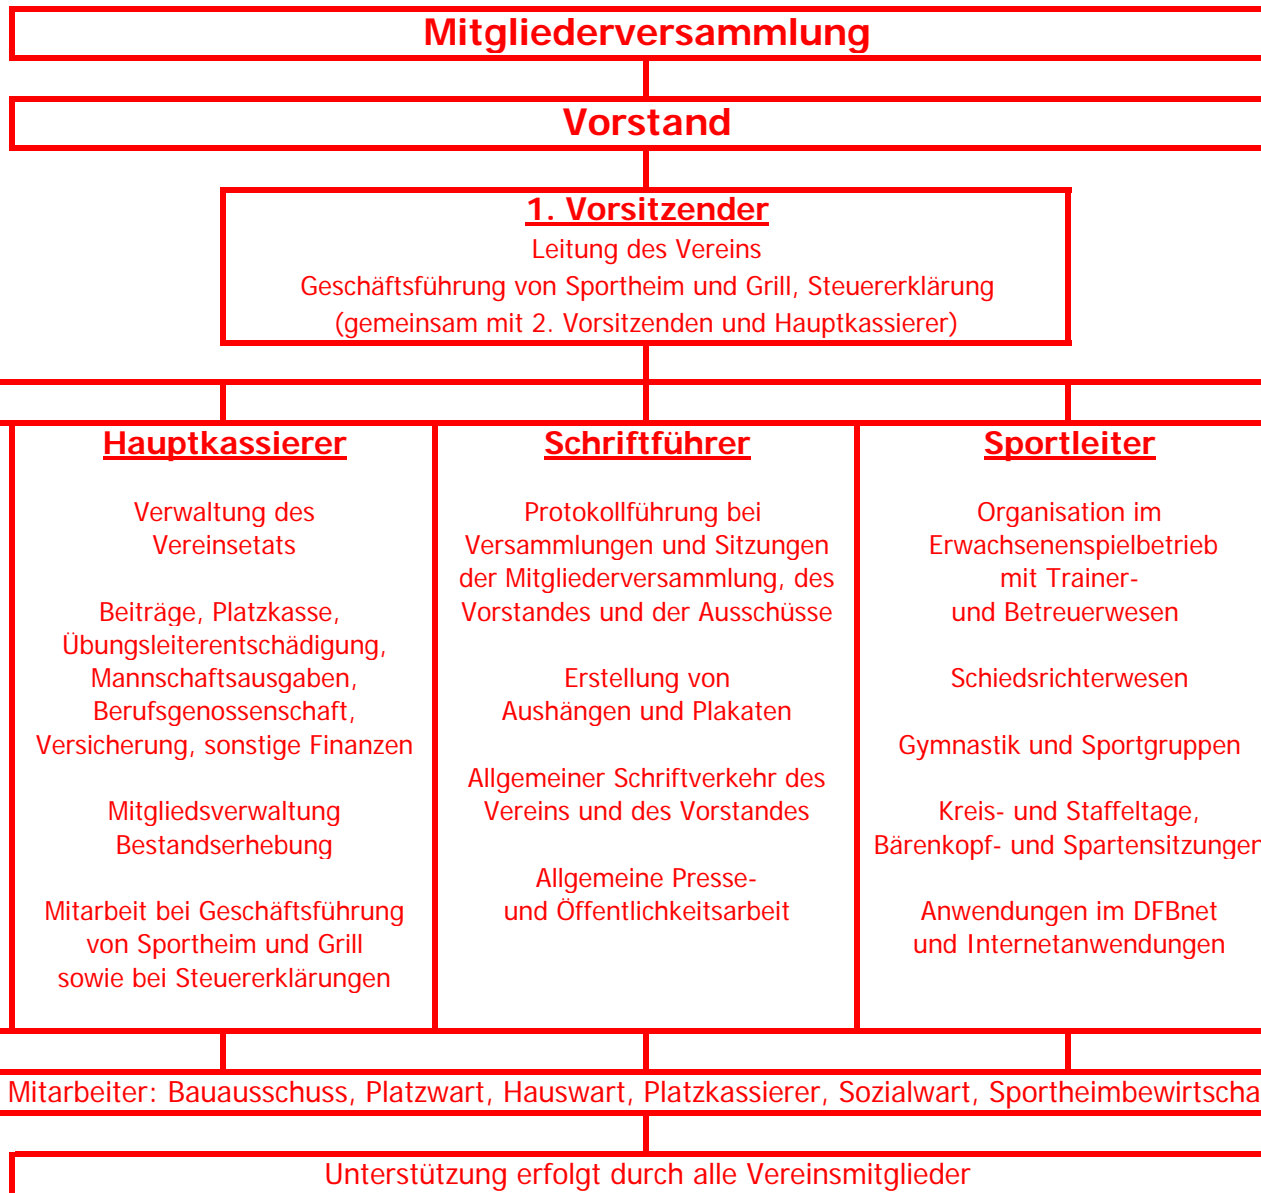 Mitgliederversammlung
Vorstand
1. Vorsitzender
Leitung des Vereins
Geschäftsführung von Sportheim und Grill, Steuererklärung
(gemeinsam mit 2. Vorsitzenden und Hauptkassierer)
Hauptkassierer
Verwaltung des
Vereinsetats
Beiträge, Platzkasse,
Übungsleiterentschädigung,
Mannschaftsausgaben,
Berufsgenossenschaft,
Versicherung, sonstige Finanzen
Mitgliedsverwaltung
Bestandserhebung
Mitarbeit bei Geschäftsführung
von Sportheim und Grill
sowie bei Steuererklärungen
Schriftführer
Protokollführung bei
Versammlungen und Sitzungen
der Mitgliederversammlung, des
Vorstandes und der Ausschüsse
Erstellung von
Aushängen und Plakaten
Allgemeiner Schriftverkehr des
Vereins und des Vorstandes
Allgemeine Presse-
und Öffentlichkeitsarbeit
Sportleiter
Organisation im
Erwachsenenspielbetrieb
mit Trainer-
und Betreuerwesen
Schiedsrichterwesen
Gymnastik und Sportgruppen
Kreis- und Staffeltage,
Bärenkopf- und Spartensitzungen
Anwendungen im DFBnet
und Internetanwendungen
Mitarbeiter: Bauausschuss, Platzwart, Hauswart, Platzkassierer, Sozialwart, Sportheimbewirtscha
Unterstützung erfolgt durch alle Vereinsmitglieder